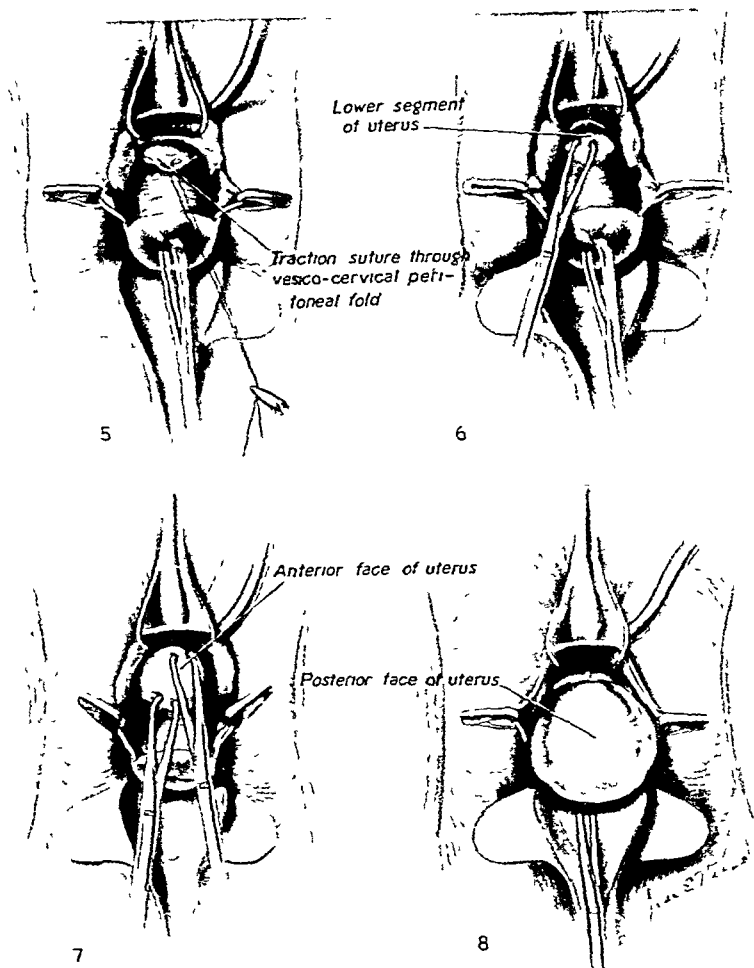 Lower segment
of uterus
Traction suture through
vesico-cervical peri-
toneal fold
5
6
Anterior face of uterus
Posterior face of uterus
7
8